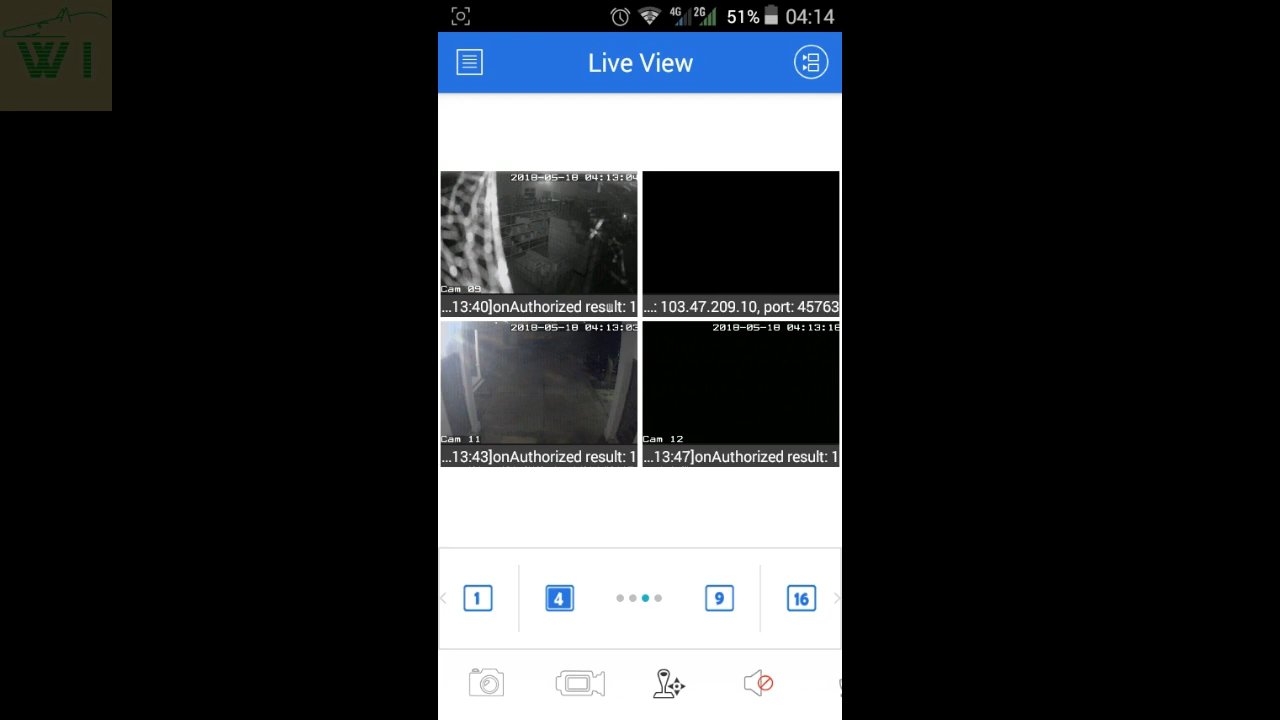 WI
4G 2G 51% 04:14
Live View
2018-05-18 04:13:04
Cam 09
...13:40]onAuthorized result: 1
...: 103.47.209.10, port: 45763
2018-05-18 04:13:03
2018-05-18 04:13:16
Cam 11
Cam 12
...13:43]onAuthorized result: 1
...13:47]onAuthorized result: 1
1 4 9 16